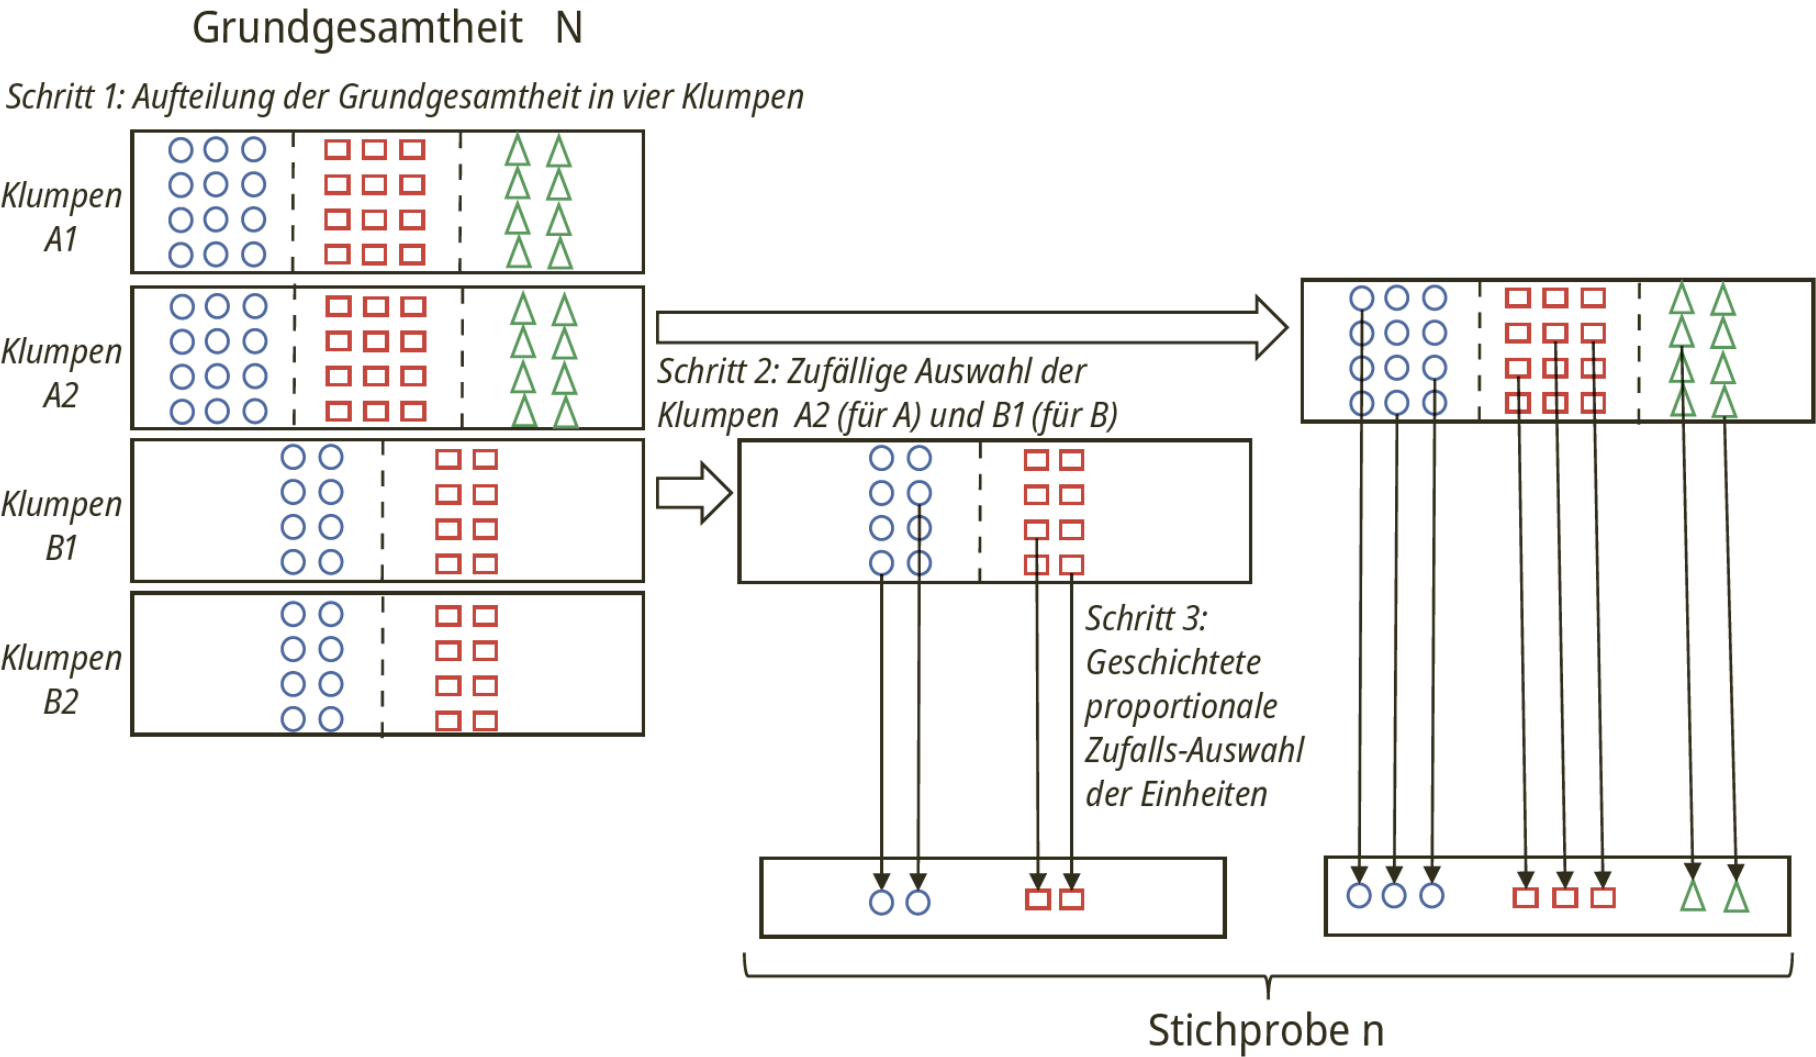 Grundgesamtheit N
Schritt 1: Aufteilung der Grundgesamtheit in vier Klumpen
Klumpen
A1
Klumpen
A2
Klumpen
B1
Klumpen
B2
Schritt 2: Zufällige Auswahl der
Klumpen A2 (für A) und B1 (für B)
Schritt 3:
Geschichtete
proportionale
Zufalls-Auswahl
der Einheiten
Stichprobe n